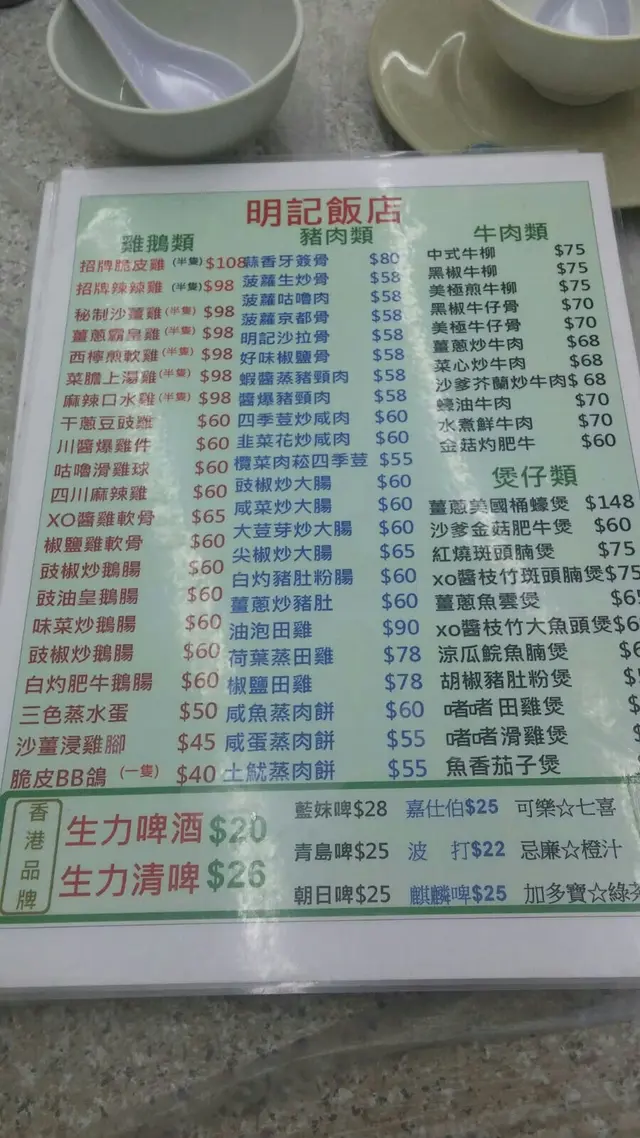 明記飯店
雞鵝類
招牌脆皮雞(半隻)$108
招牌辣辣雞(半隻)$98
秘制沙薑雞(半隻)$98
薑蔥霸皇雞(半隻)$98
西檸煎軟雞(半隻)$98
菜膽上湯雞(半隻)$98
麻辣口水雞(半隻)$98
干蔥豆豉雞 $60
川醬爆雞件 $60
咕嚕滑雞球 $60
四川麻辣雞 $60
XO醬雞軟骨 $65
椒鹽雞軟骨 $60
豉椒炒鵝腸 $60
豉油皇鵝腸 $60
味菜炒鵝腸 $60
豉椒炒鵝腸 $60
白灼肥牛鵝腸 $60
三色蒸水蛋 $50
沙薑浸雞腳 $45
脆皮BB鴿(一隻) $40
豬肉類
蒜香牙簽骨 $80
菠蘿生炒骨 $58
菠蘿咕嚕肉 $58
菠蘿京都骨 $58
明記沙拉骨 $58
好味椒鹽骨 $58
蝦醬蒸豬頸肉 $58
醬爆豬頸肉 $58
四季荳炒咸肉 $60
韭菜花炒咸肉 $60
欖菜肉崧四季荳 $55
豉椒炒大腸 $60
咸菜炒大腸 $60
大荳芽炒大腸 $60
尖椒炒大腸 $65
白灼豬肚粉腸 $60
薑蔥炒豬肚 $60
油泡田雞 $90
荷葉蒸田雞 $78
椒鹽田雞 $78
咸魚蒸肉餅 $60
咸蛋蒸肉餅 $55
土魷蒸肉餅 $55
牛肉類
中式牛柳 $75
黑椒牛柳 $75
美極煎牛柳 $75
黑椒牛仔骨 $70
美極牛仔骨 $70
薑蔥炒牛肉 $68
菜心炒牛肉 $68
沙爹芥蘭炒牛肉$ 68
蠔油牛肉 $70
水煮鮮牛肉 $70
金菇灼肥牛 $60
煲仔類
薑蔥美國桶蠔煲 $148
沙爹金菇肥牛煲 $60
紅燒斑頭腩煲 $75
xo醬枝竹斑頭腩煲$75
薑蔥魚雲煲 $65
xo醬枝竹大魚頭煲$6
涼瓜鯇魚腩煲 $6
胡椒豬肚粉煲
啫啫田雞煲
啫啫滑雞煲
魚香茄子煲
香港品牌
生力啤酒 $20
生力清啤 $26
藍妹啤$28 嘉仕伯$25 可樂☆七喜
青島啤$25 波 打$22 忌廉☆橙汁
朝日啤$25 麒麟啤$25 加多寶☆綠茶